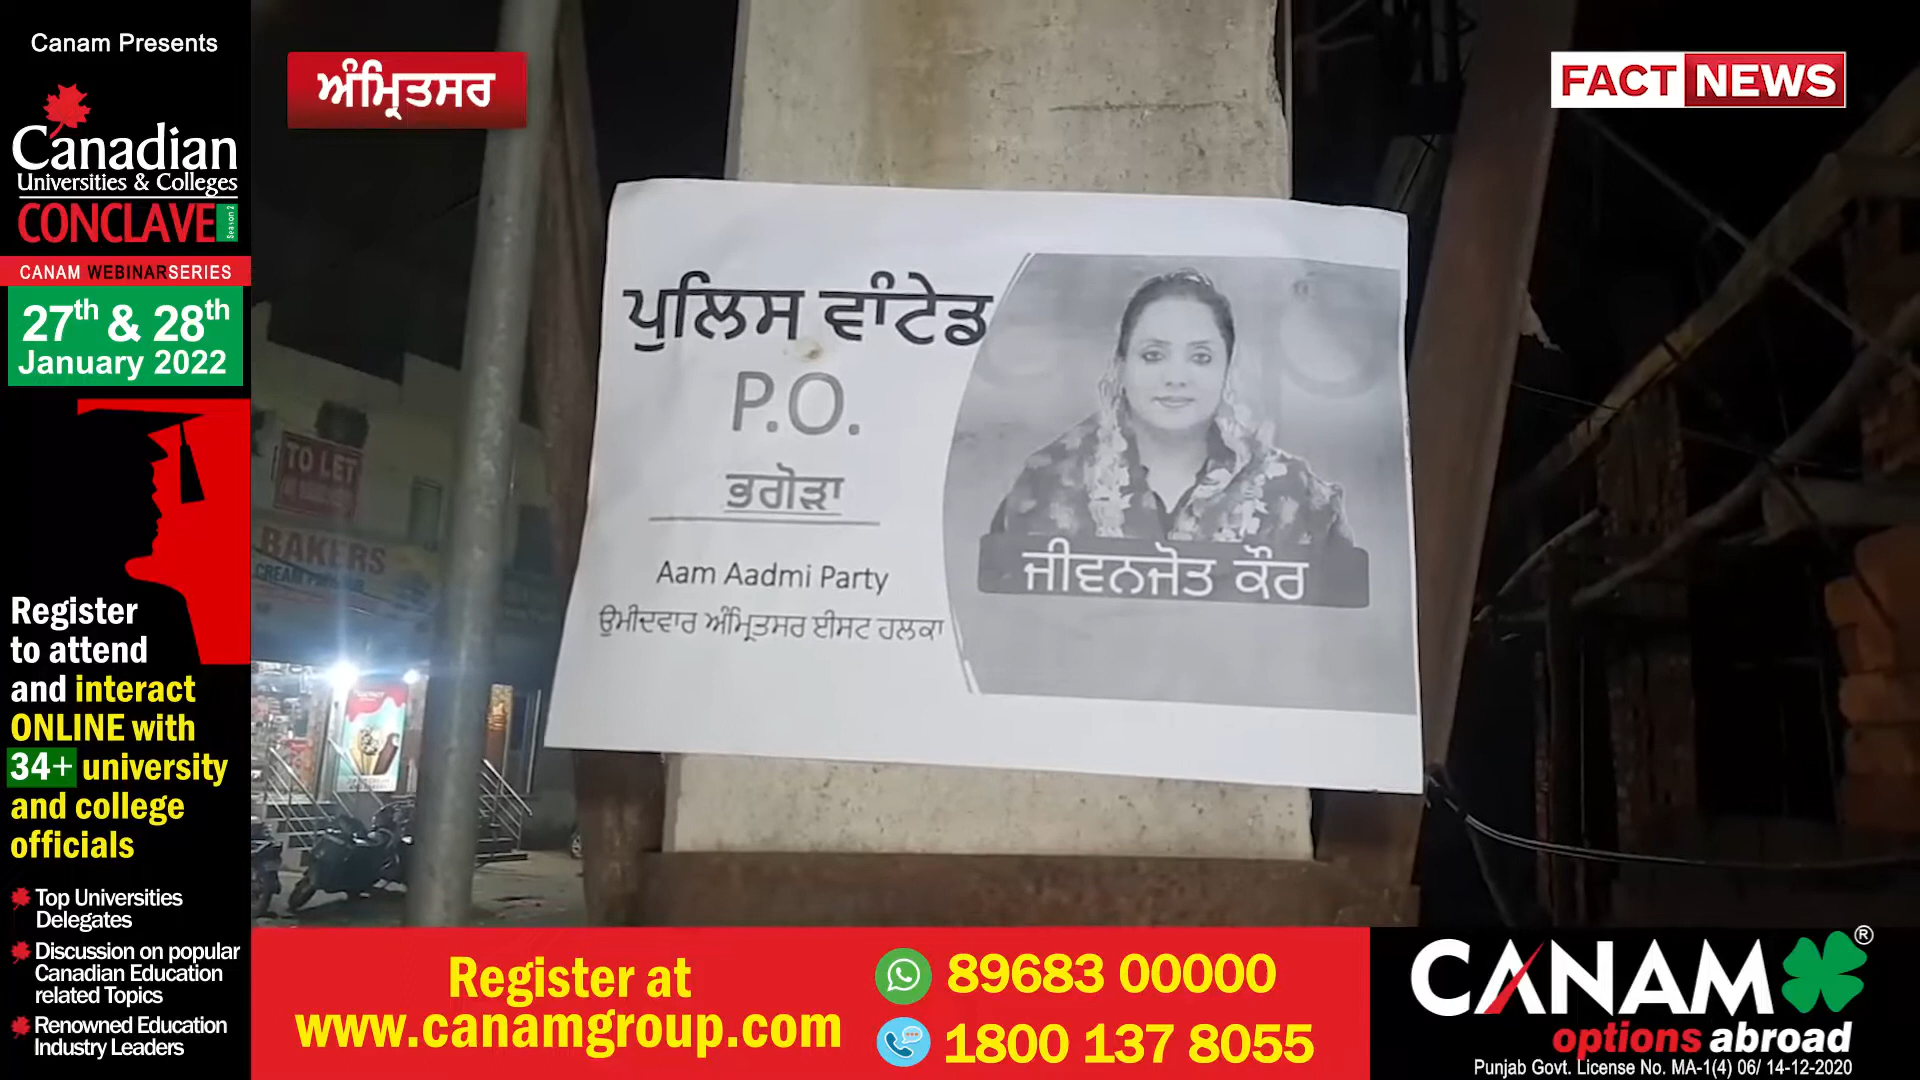 Canam Presents
Canadian
Universities & Colleges
CONCLAVE
Season 2
CANAM WEBINARSERIES
27th & 28th
January 2022
Register
to attend
and interact
ONLINE with
34+ university
and college
officials
Top Universities
Delegates
Discussion on popular
Canadian Education
related Topics
Renowned Education
Industry Leaders
ਅੰਮ੍ਰਿਤਸਰ
FACT NEWS
TO LET
BAKERS
ਪੁਲਿਸ ਵਾਂਟੇਡ
P.O.
ਭਗੋੜਾ
Aam Aadmi Party
ਉਮੀਦਵਾਰ ਅੰਮ੍ਰਿਤਸਰ ਈਸਟ ਹਲਕਾ
ਜੀਵਨਜੋਤ ਕੌਰ
Register at
www.canamgroup.com
89683 00000
1800 137 8055
CANAM®
options abroad
Punjab Govt. License No. MA-1(4) 06/ 14-12-2020